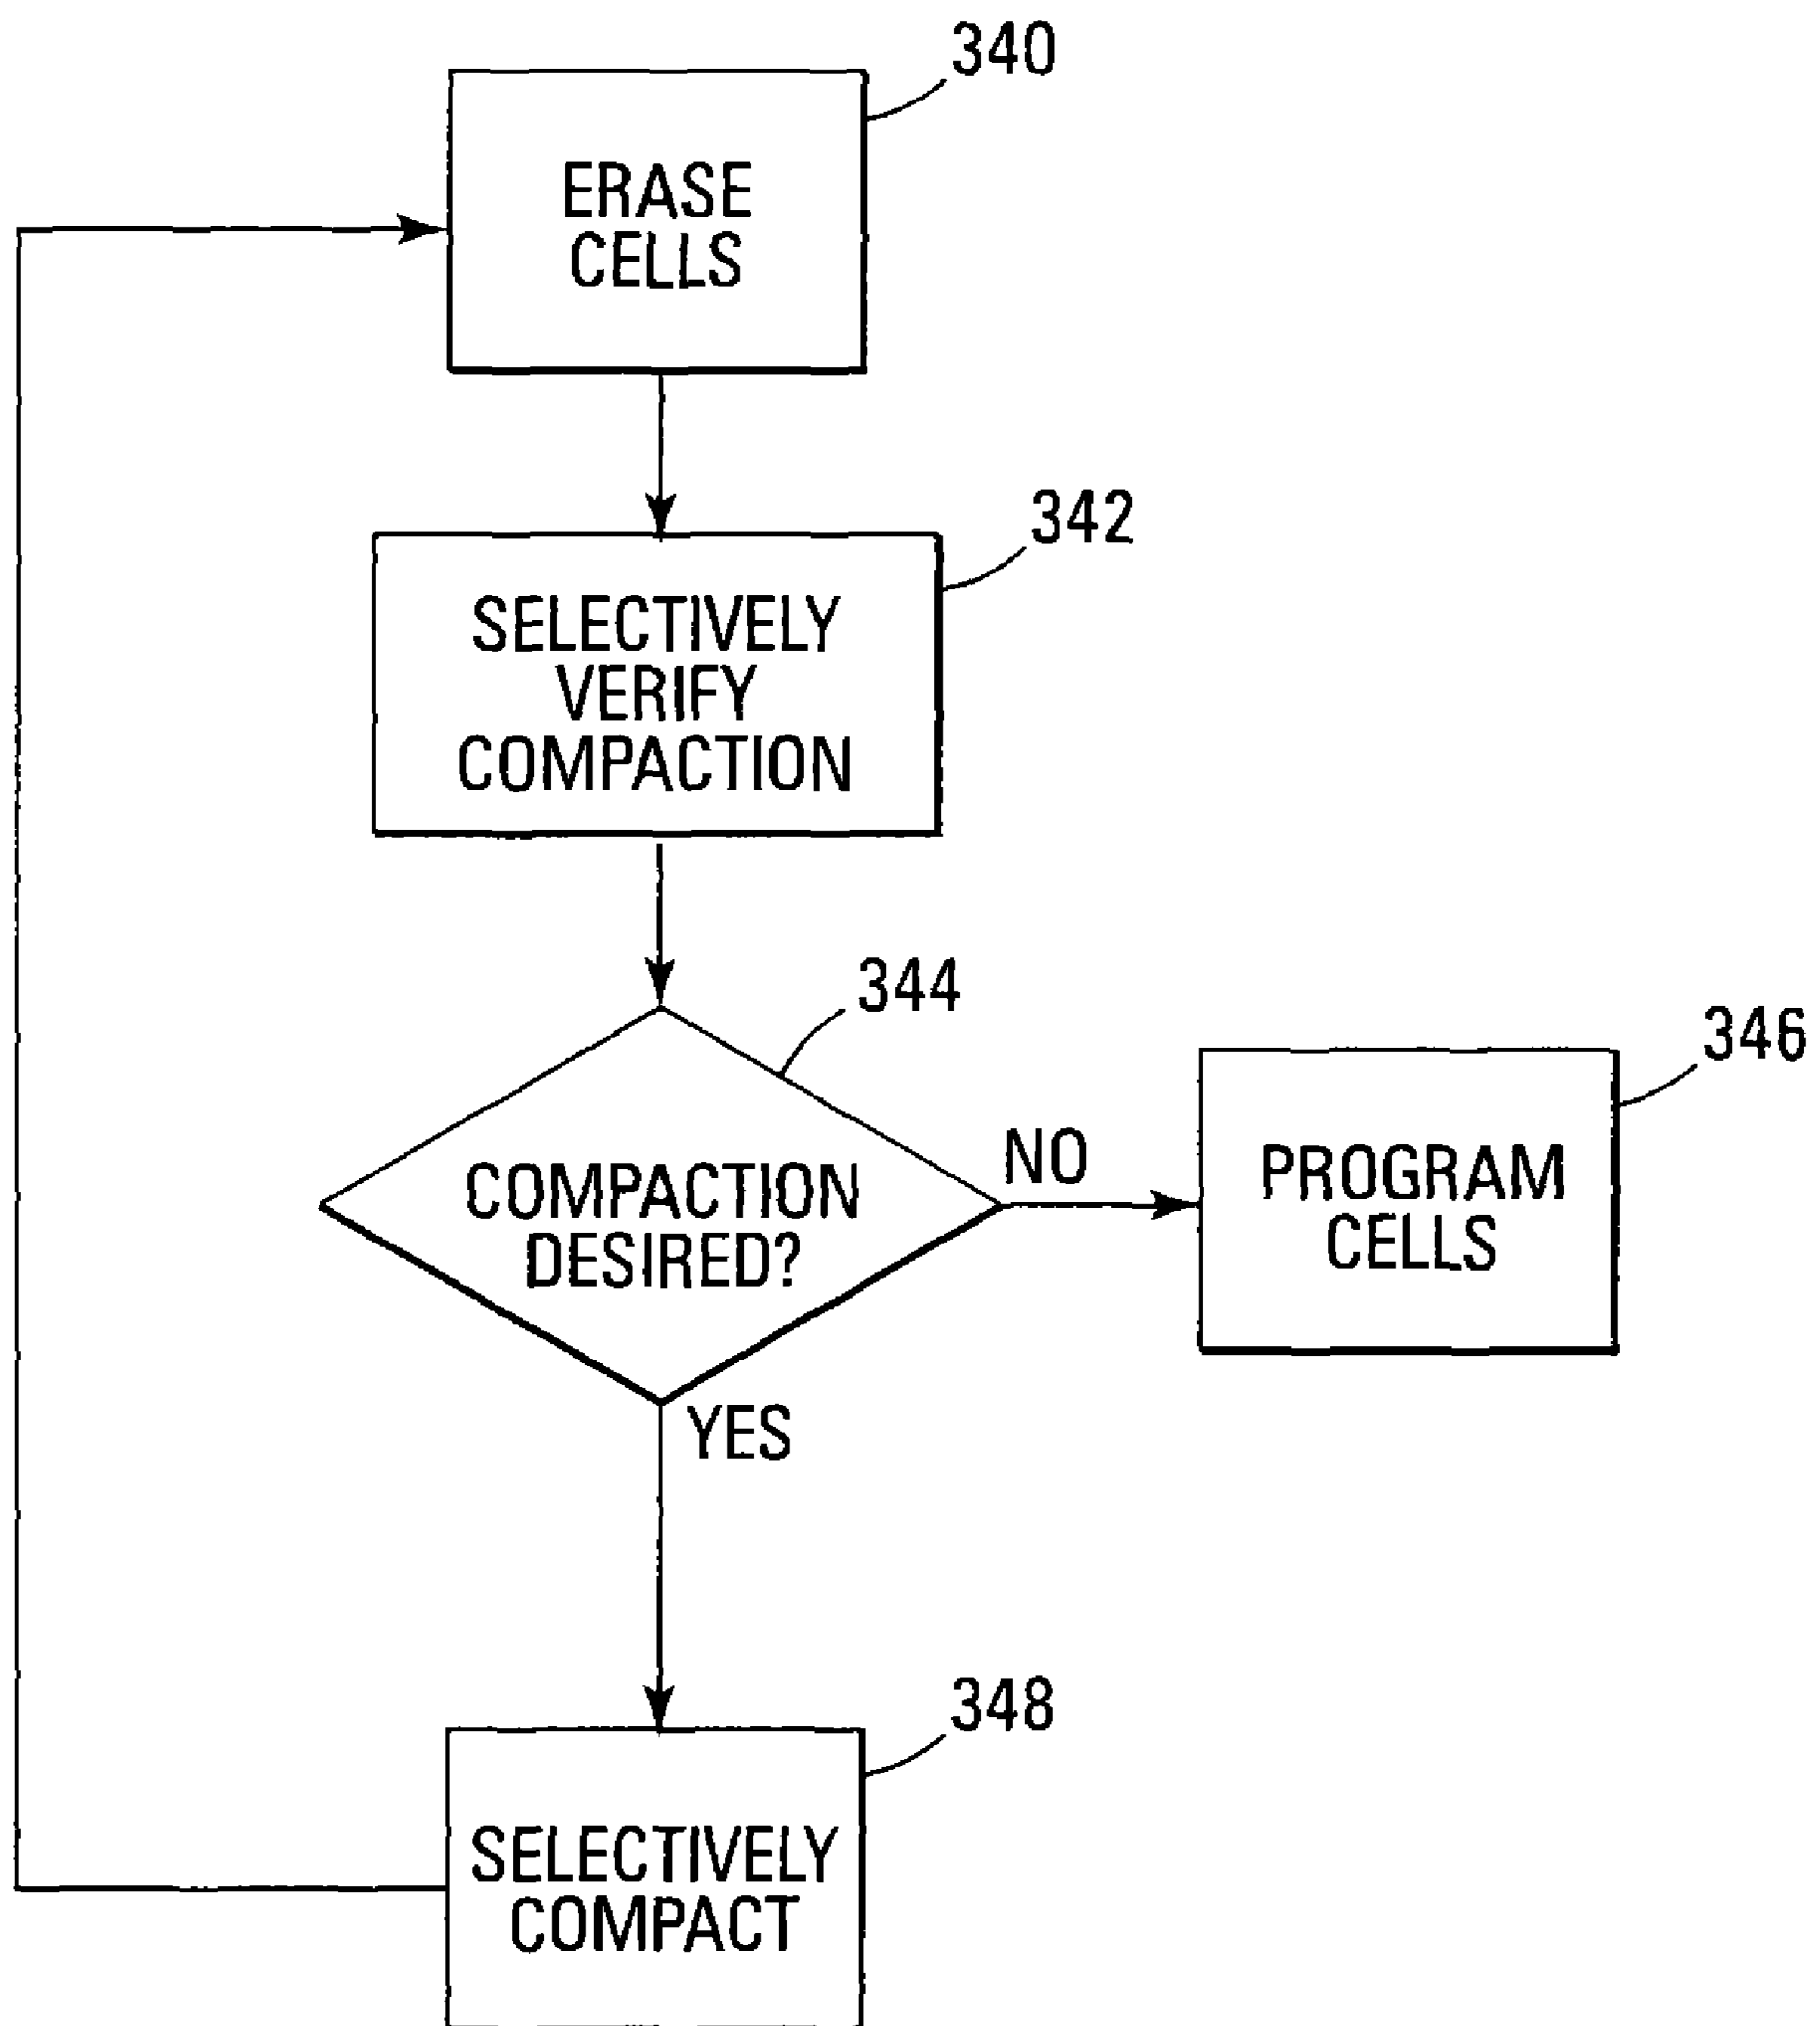 340
ERASE
CELLS
342
SELECTIVELY
VERIFY
COMPACTION
344
COMPACTION
DESIRED?
NO
346
PROGRAM
CELLS
YES
348
SELECTIVELY
COMPACT